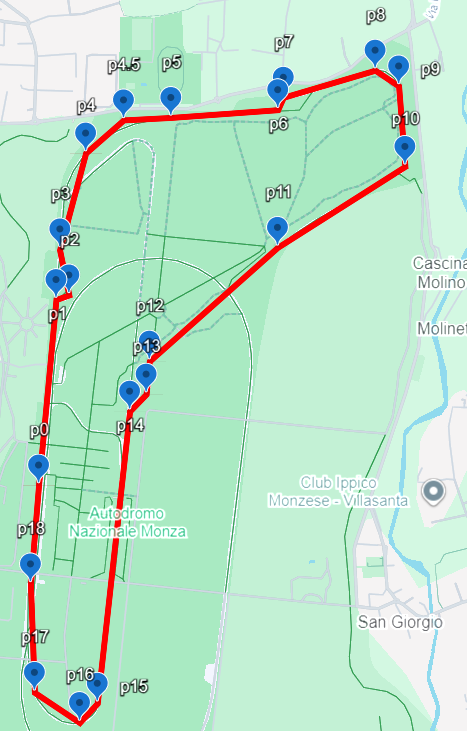 p8
Via
p7
p4.5
p5
p9
p4
p6
p10
p3
p11
p2
Cascina
Molino
p1
p12
Molinet
p13
p14
p0
Club Ippico
Monzese - Villasanta
Autodromo
Nazionale Monza
p18
San Giorgio
p17
p16
p15